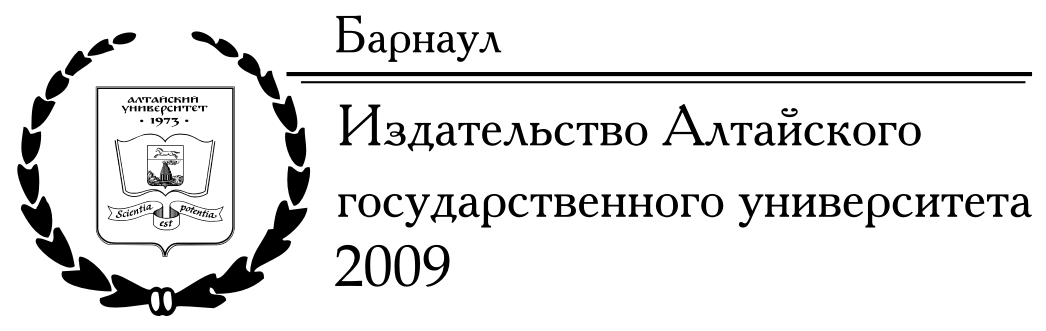 АЛТАЙСКИЙ
УНИВЕРСИТЕТ
• 1973 •
Scientia est potentia
Барнаул
Издательство Алтайского
государственного университета
2009